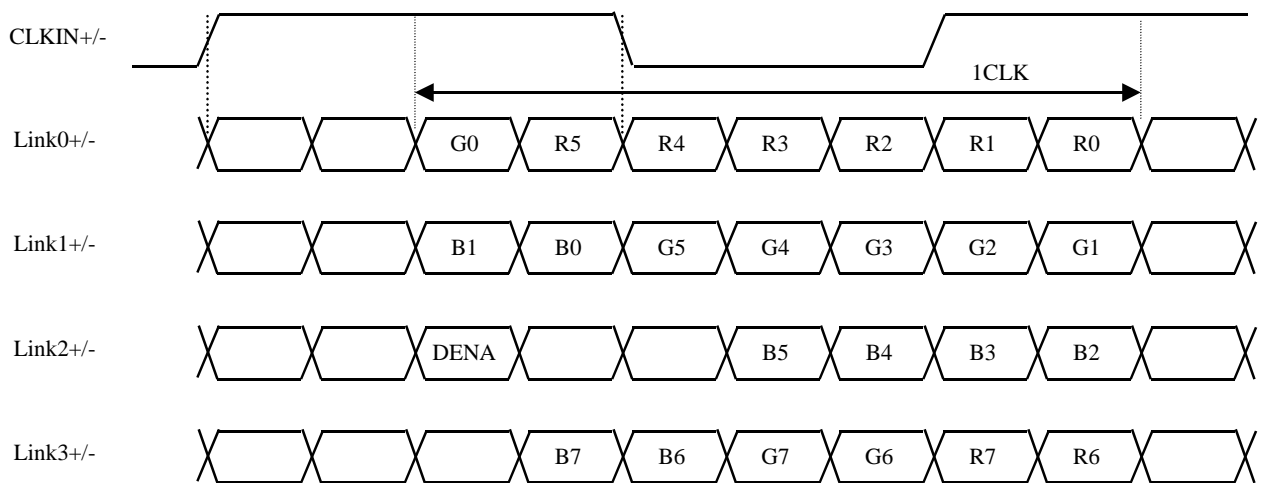 CLKIN+/-
1CLK
Link0+/- G0 R5 R4 R3 R2 R1 R0
Link1+/- B1 B0 G5 G4 G3 G2 G1
Link2+/- DENA B5 B4 B3 B2
Link3+/- B7 B6 G7 G6 R7 R6